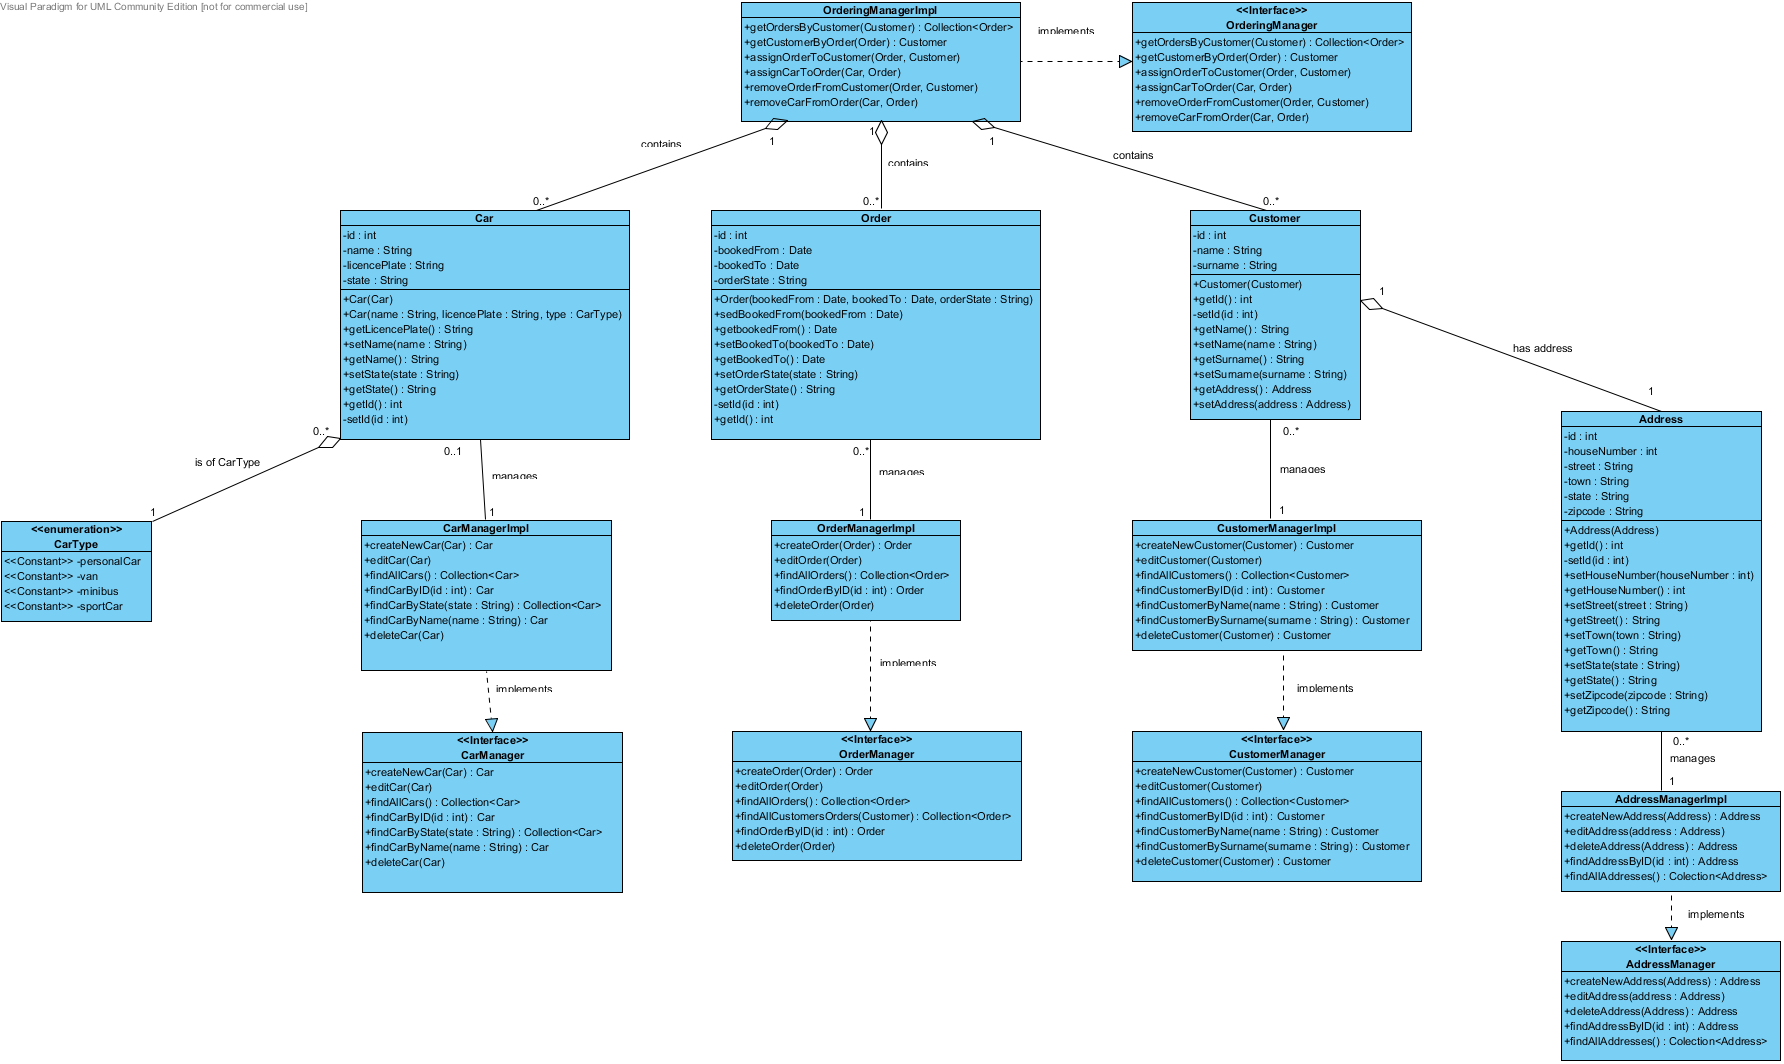 Visual Paradigm for UML Community Edition [not for commercial use]
OrderingManagerImpl
+getOrdersByCustomer(Customer) : Collection<Order>
+getCustomerByOrder(Order) : Customer
+assignOrderToCustomer(Order, Customer)
+assignCarToOrder(Car, Order)
+removeOrderFromCustomer(Order, Customer)
+removeCarFromOrder(Car, Order)
implements
<<Interface>>
OrderingManager
+getOrdersByCustomer(Customer) : Collection<Order>
+getCustomerByOrder(Order) : Customer
+assignOrderToCustomer(Order, Customer)
+assignCarToOrder(Car, Order)
+removeOrderFromCustomer(Order, Customer)
+removeCarFromOrder(Car, Order)
contains
1
0..*
1
contains
0..*
1
contains
0..*
Car
-id : int
-name : String
-licencePlate : String
-state : String
+Car(Car)
+Car(name : String, licencePlate : String, type : CarType)
+getLicencePlate() : String
+setName(name : String)
+getName() : String
+setState(state : String)
+getState() : String
+getId() : int
-setId(id : int)
Order
-id : int
-bookedFrom : Date
-bookedTo : Date
-orderState : String
+Order(bookedFrom : Date, bookedTo : Date, orderState : String)
+sedBookedFrom(bookedFrom : Date)
+getbookedFrom() : Date
+setBookedTo(bookedTo : Date)
+getBookedTo() : Date
+setOrderState(state : String)
+getOrderState() : String
-setId(id : int)
+getId() : int
Customer
-id : int
-name : String
-surname : String
+Customer(Customer)
+getId() : int
-setId(id : int)
+getName() : String
+setName(name : String)
+getSurname() : String
+setSurname(surname : String)
+getAddress() : Address
+setAddress(address : Address)
1
has address
1
Address
-id : int
-houseNumber : int
-street : String
-town : String
-state : String
-zipcode : String
+Address(Address)
+getId() : int
-setId(id : int)
+setHouseNumber(houseNumber : int)
+getHouseNumber() : int
+setStreet(street : String)
+getStreet() : String
+setTown(town : String)
+getTown() : String
+setState(state : String)
+getState() : String
+setZipcode(zipcode : String)
+getZipcode() : String
0..*
is of CarType
1
<<enumeration>>
CarType
<<Constant>> -personalCar
<<Constant>> -van
<<Constant>> -minibus
<<Constant>> -sportCar
0..1
manages
1
CarManagerImpl
+createNewCar(Car) : Car
+editCar(Car)
+findAllCars() : Collection<Car>
+findCarByID(id : int) : Car
+findCarByState(state : String) : Collection<Car>
+findCarByName(name : String) : Car
+deleteCar(Car)
implements
<<Interface>>
CarManager
+createNewCar(Car) : Car
+editCar(Car)
+findAllCars() : Collection<Car>
+findCarByID(id : int) : Car
+findCarByState(state : String) : Collection<Car>
+findCarByName(name : String) : Car
+deleteCar(Car)
0..*
manages
1
OrderManagerImpl
+createOrder(Order) : Order
+editOrder(Order)
+findAllOrders() : Collection<Order>
+findOrderByID(id : int) : Order
+deleteOrder(Order)
implements
<<Interface>>
OrderManager
+createOrder(Order) : Order
+editOrder(Order)
+findAllOrders() : Collection<Order>
+findAllCustomersOrders(Customer) : Collection<Order>
+findOrderByID(id : int) : Order
+deleteOrder(Order)
0..*
manages
1
CustomerManagerImpl
+createNewCustomer(Customer) : Customer
+editCustomer(Customer)
+findAllCustomers() : Collection<Customer>
+findCustomerByID(id : int) : Customer
+findCustomerByName(name : String) : Customer
+findCustomerBySurname(surname : String) : Customer
+deleteCustomer(Customer) : Customer
implements
<<Interface>>
CustomerManager
+createNewCustomer(Customer) : Customer
+editCustomer(Customer)
+findAllCustomers() : Collection<Customer>
+findCustomerByID(id : int) : Customer
+findCustomerByName(name : String) : Customer
+findCustomerBySurname(surname : String) : Customer
+deleteCustomer(Customer) : Customer
0..*
manages
1
AddressManagerImpl
+createNewAddress(Address) : Address
+editAddress(address : Address)
+deleteAddress(Address) : Address
+findAddressByID(id : int) : Address
+findAllAddresses() : Colection<Address>
implements
<<Interface>>
AddressManager
+createNewAddress(Address) : Address
+editAddress(address : Address)
+deleteAddress(Address) : Address
+findAddressByID(id : int) : Address
+findAllAddresses() : Colection<Address>